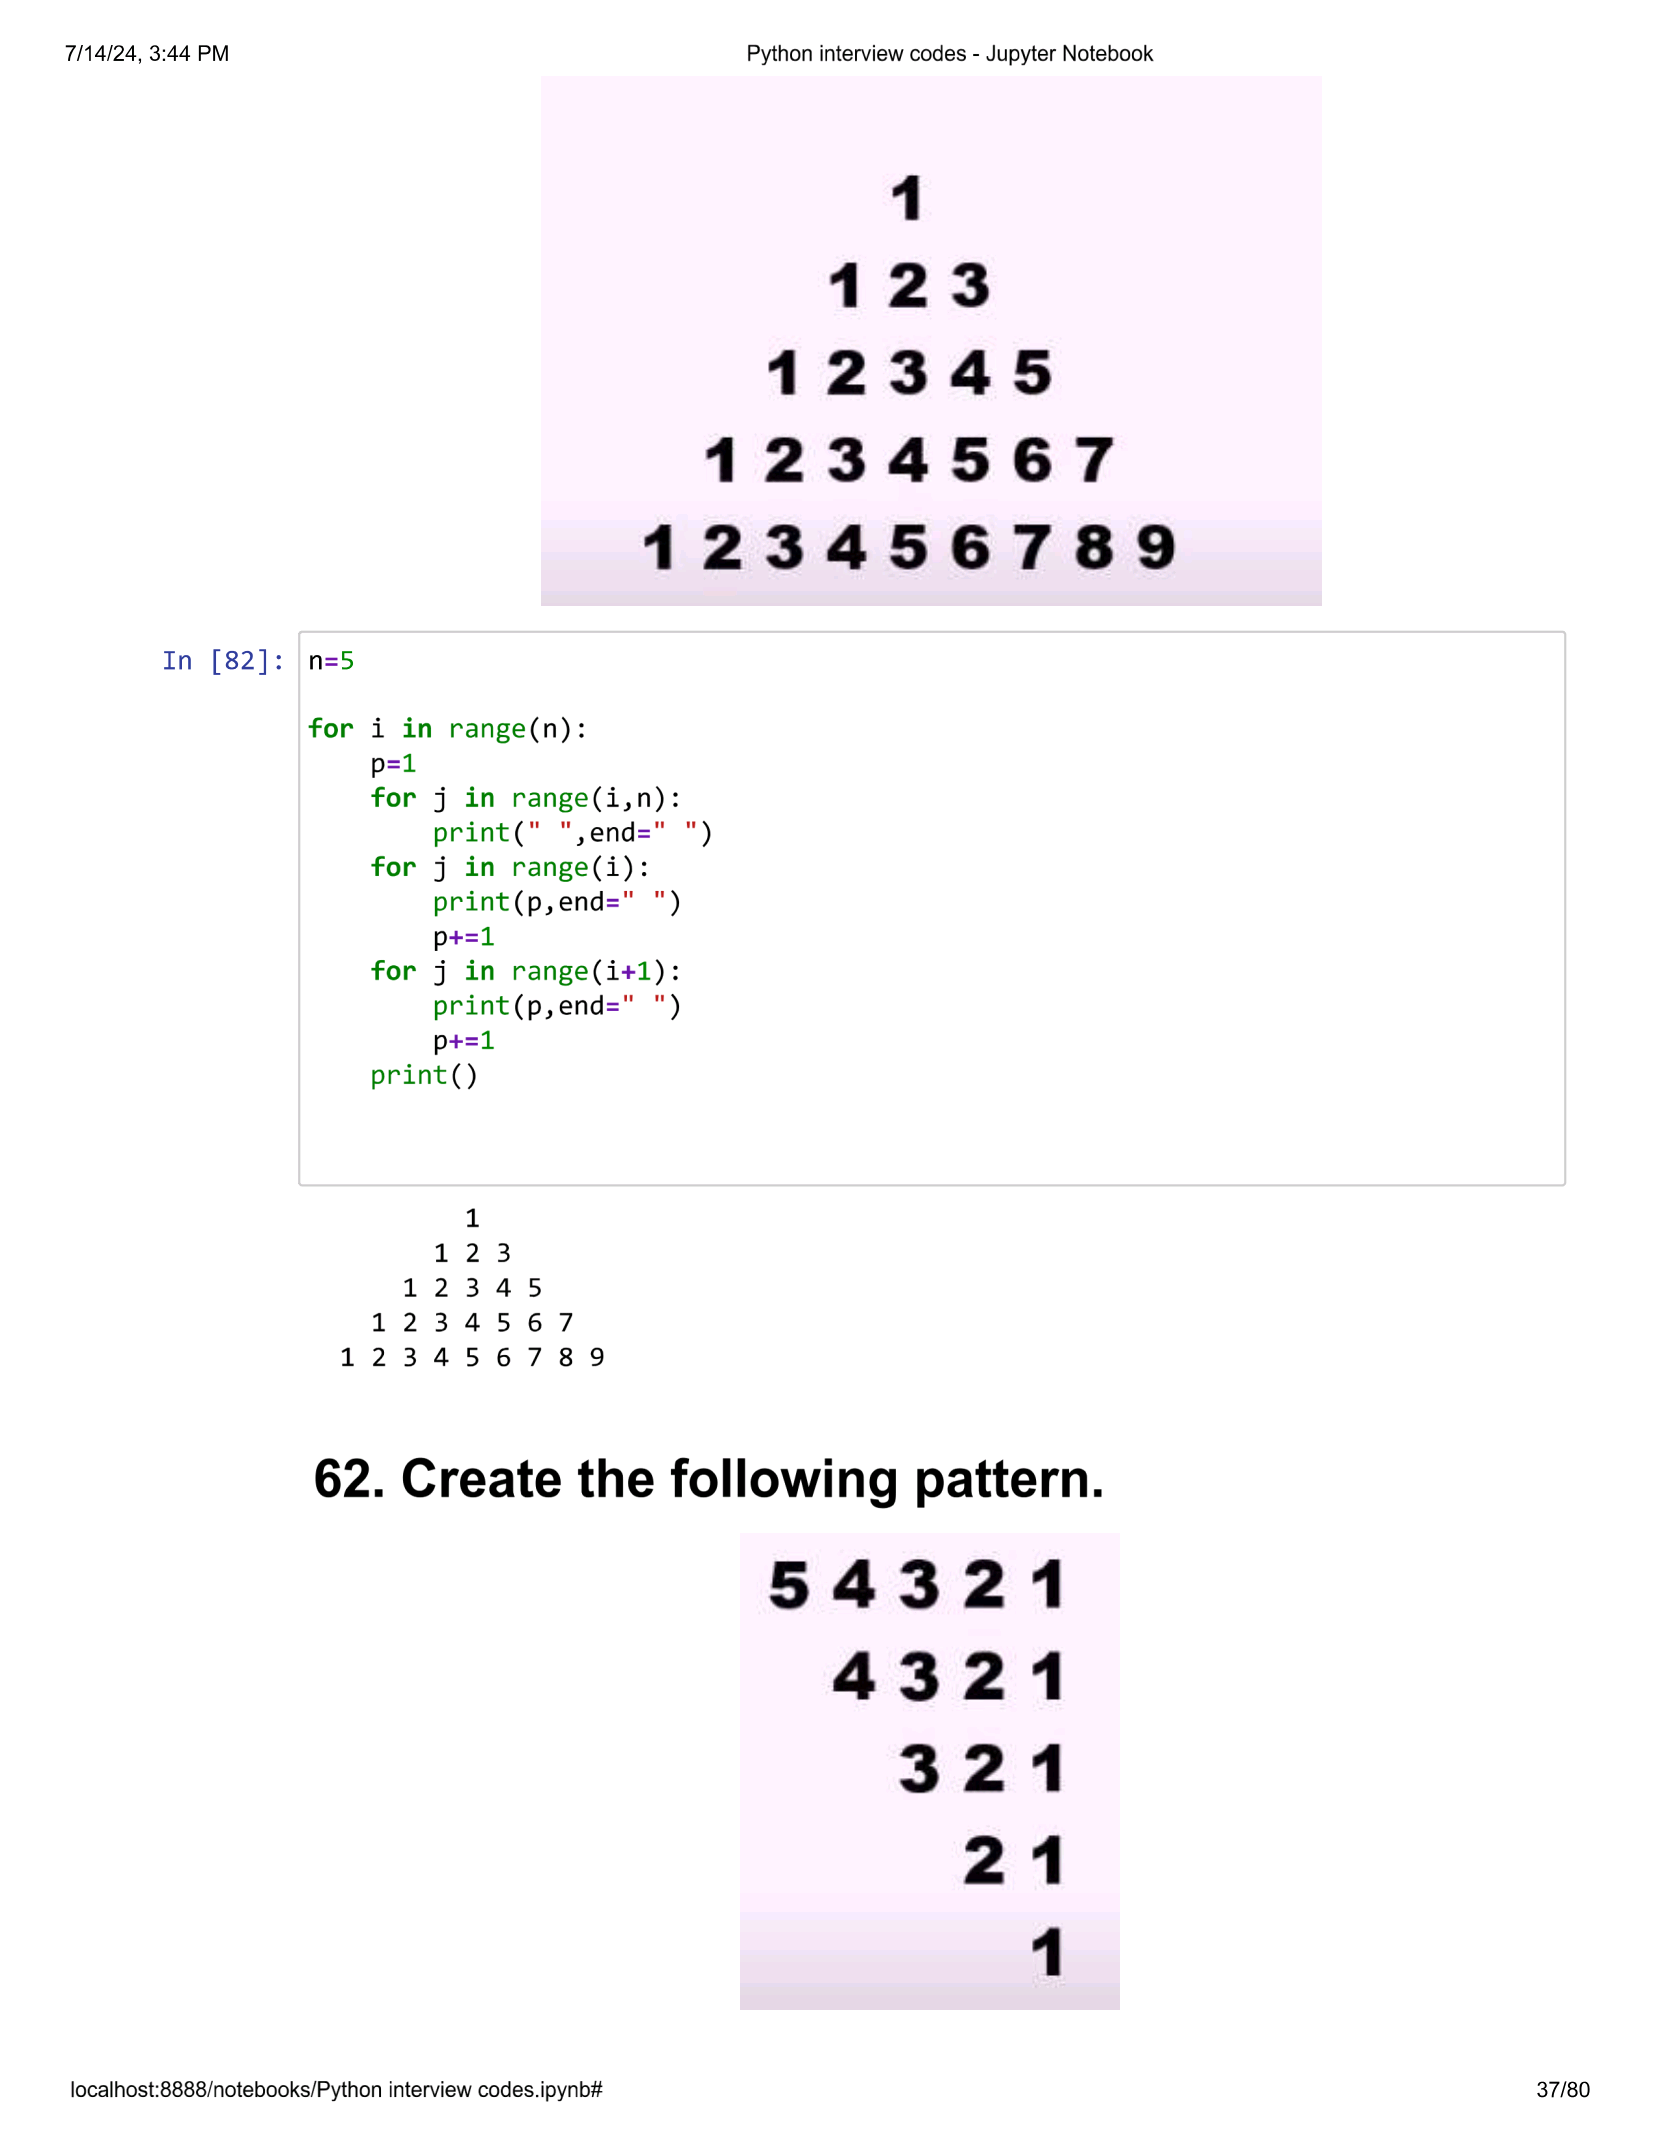 7/14/24, 3:44 PM Python interview codes - Jupyter Notebook
1
1 2 3
1 2 3 4 5
1 2 3 4 5 6 7
1 2 3 4 5 6 7 8 9
In [82]: n=5
for i in range(n):
    p=1
    for j in range(i,n):
        print(" ",end=" ")
    for j in range(i):
        print(p,end=" ")
        p+=1
    for j in range(i+1):
        print(p,end=" ")
        p+=1
    print()
          1
        1 2 3
      1 2 3 4 5
    1 2 3 4 5 6 7
  1 2 3 4 5 6 7 8 9
62. Create the following pattern.
5 4 3 2 1
4 3 2 1
3 2 1
2 1
1
localhost:8888/notebooks/Python interview codes.ipynb# 37/80